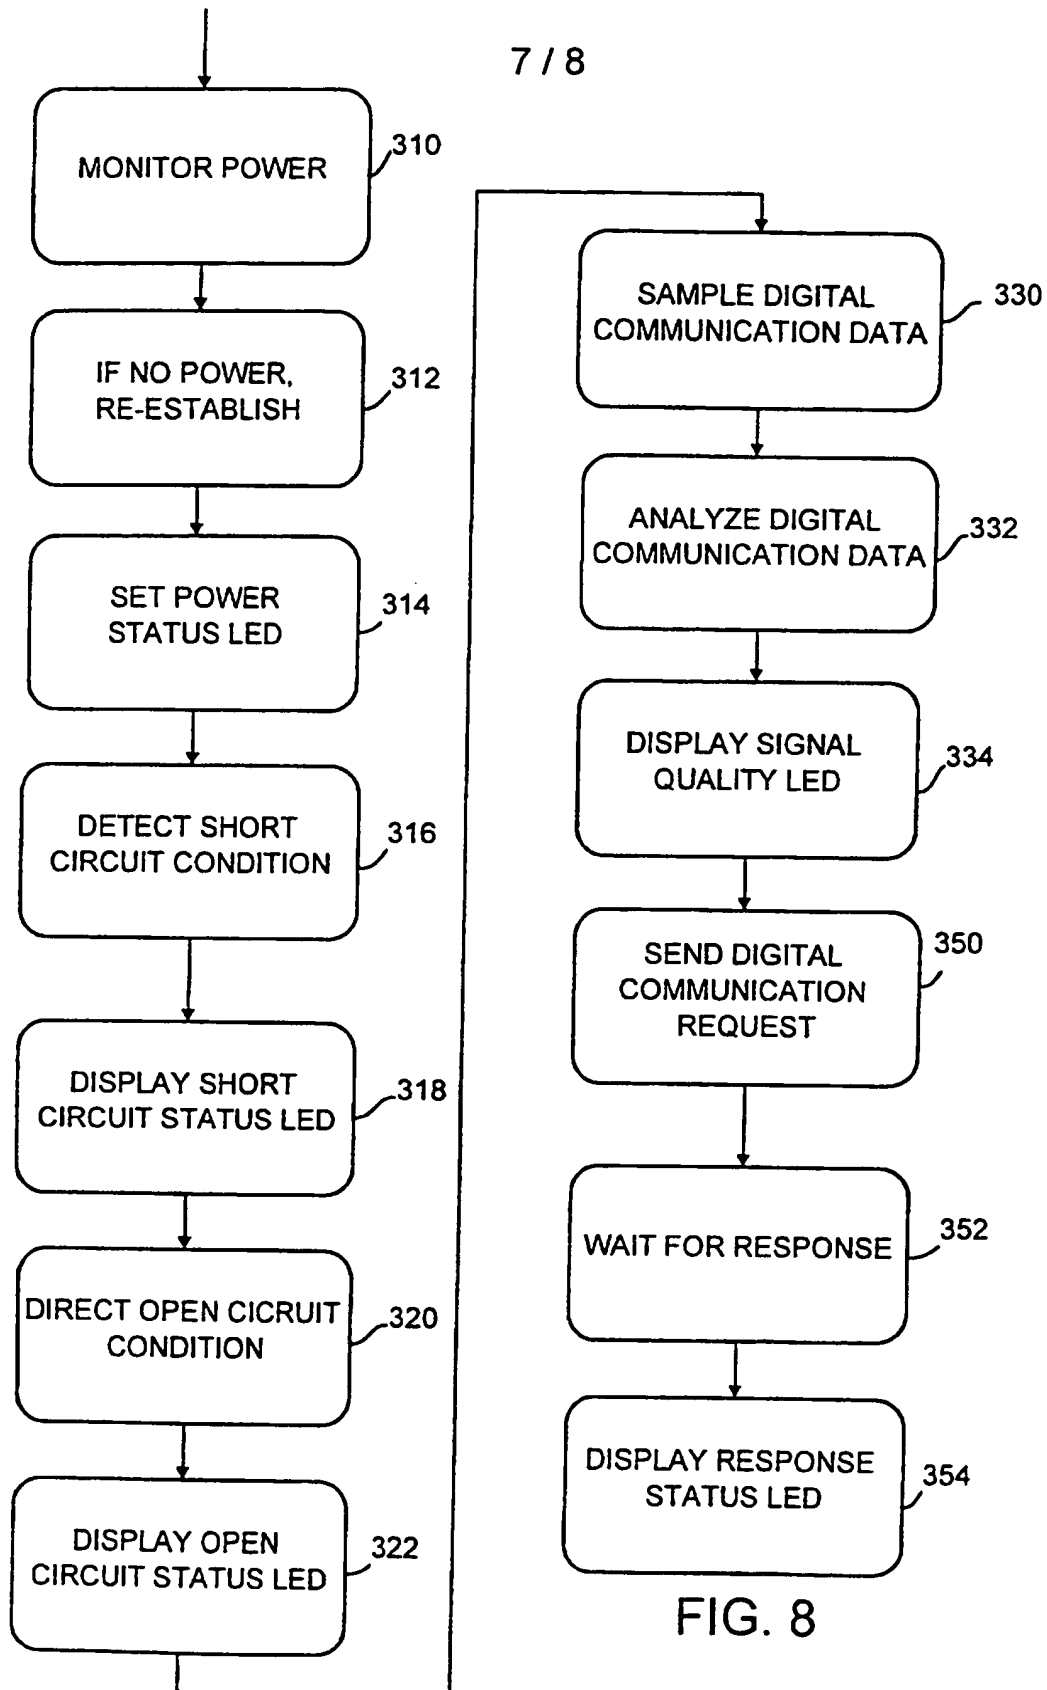 7 / 8
MONITOR POWER
310
IF NO POWER,
RE-ESTABLISH
312
SET POWER
STATUS LED
314
DETECT SHORT
CIRCUIT CONDITION
316
DISPLAY SHORT
CIRCUIT STATUS LED
318
DIRECT OPEN CICRUIT
CONDITION
320
DISPLAY OPEN
CIRCUIT STATUS LED
322
SAMPLE DIGITAL
COMMUNICATION DATA
330
ANALYZE DIGITAL
COMMUNICATION DATA
332
DISPLAY SIGNAL
QUALITY LED
334
SEND DIGITAL
COMMUNICATION
REQUEST
350
WAIT FOR RESPONSE
352
DISPLAY RESPONSE
STATUS LED
354
FIG. 8